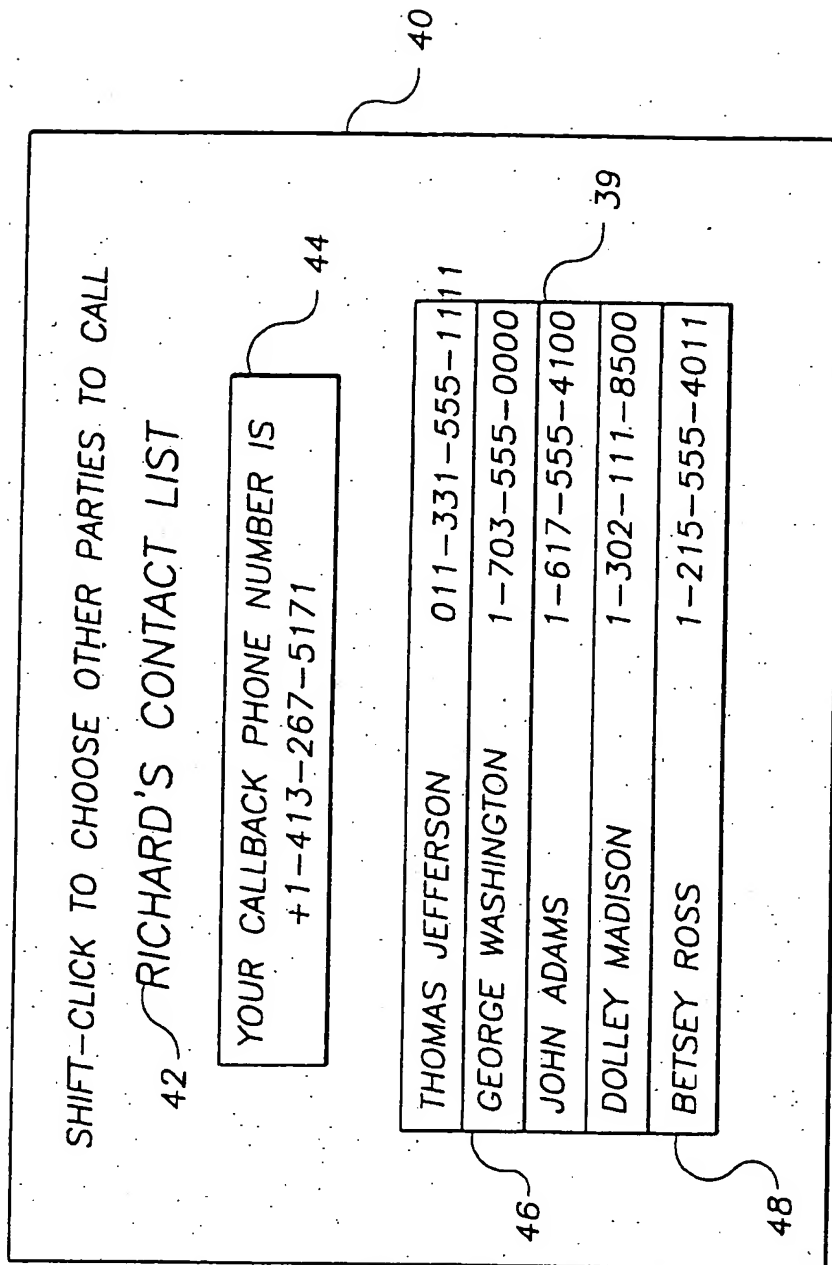 SHIFT-CLICK TO CHOOSE OTHER PARTIES TO CALL
42 RICHARD'S CONTACT LIST
YOUR CALLBACK PHONE NUMBER IS
+1-413-267-5171
44
40
THOMAS JEFFERSON 011-331-555-1111
GEORGE WASHINGTON 1-703-555-0000
JOHN ADAMS 1-617-555-4100
DOLLEY MADISON 1-302-111-8500
BETSEY ROSS 1-215-555-4011
39
46
48